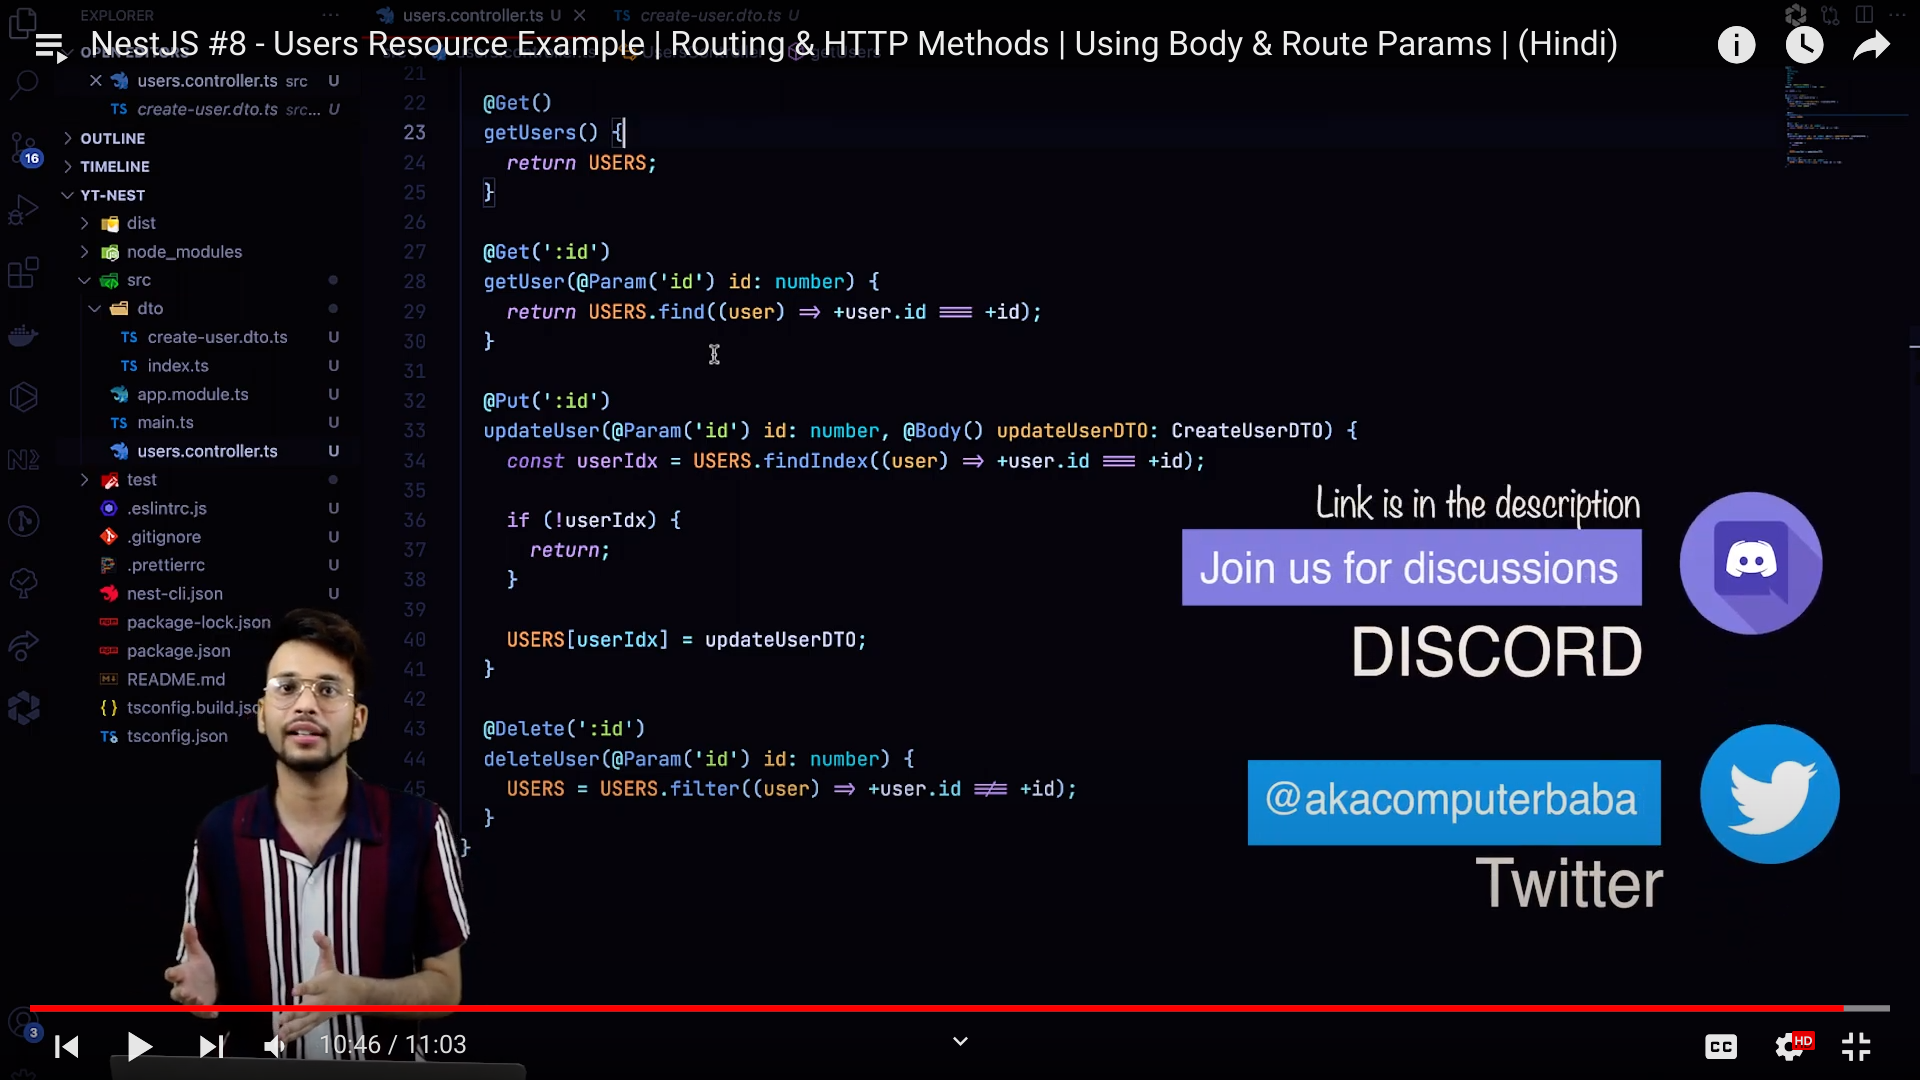 EXPLORER
users.controller.ts U
create-user.dto.ts U
NestJS #8 - Users Resource Example | Routing & HTTP Methods | Using Body & Route Params | (Hindi)
users.controller.ts src U
create-user.dto.ts src... U
OUTLINE
TIMELINE
YT-NEST
dist
node_modules
src
dto
create-user.dto.ts U
index.ts U
app.module.ts U
main.ts U
users.controller.ts U
test
.eslintrc.js U
.gitignore U
.prettierrc U
nest-cli.json U
package-lock.json
package.json
README.md
tsconfig.build.jso
tsconfig.json
16
3
21
22 @Get()
23 getUsers() {
24 return USERS;
25 }
26
27 @Get(':id')
28 getUser(@Param('id') id: number) {
29 return USERS.find((user) => +user.id === +id);
30 }
31
32 @Put(':id')
33 updateUser(@Param('id') id: number, @Body() updateUserDTO: CreateUserDTO) {
34 const userIdx = USERS.findIndex((user) => +user.id === +id);
35
36 if (!userIdx) {
37 return;
38 }
39
40 USERS[userIdx] = updateUserDTO;
41 }
42
43 @Delete(':id')
44 deleteUser(@Param('id') id: number) {
45 USERS = USERS.filter((user) => +user.id !== +id);
}
}
Link is in the description
Join us for discussions
DISCORD
@akacomputerbaba
Twitter
10:46 / 11:03
CC
HD